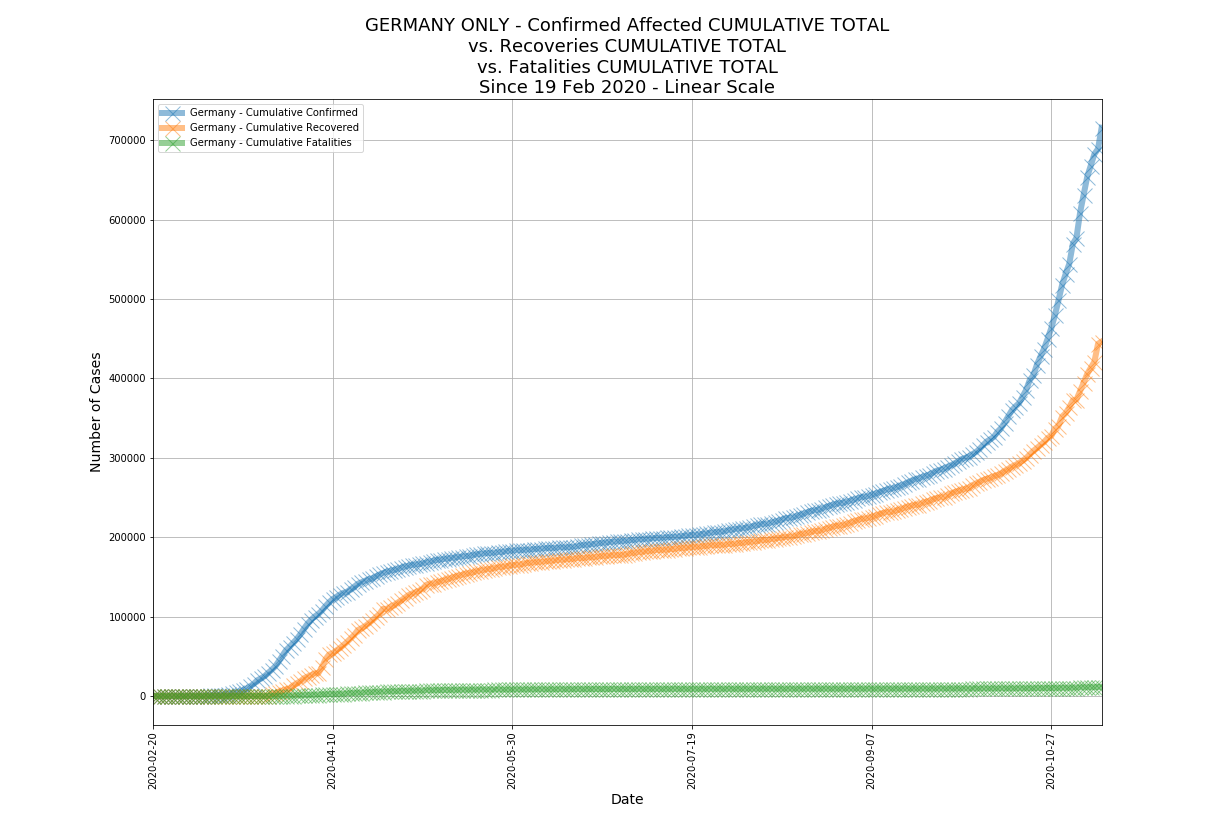 GERMANY ONLY - Confirmed Affected CUMULATIVE TOTAL
vs. Recoveries CUMULATIVE TOTAL
vs. Fatalities CUMULATIVE TOTAL
Since 19 Feb 2020 - Linear Scale
Germany - Cumulative Confirmed
Germany - Cumulative Recovered
Germany - Cumulative Fatalities
700000
600000
500000
400000
300000
200000
100000
0
Number of Cases
2020-02-20
2020-04-10
2020-05-30
2020-07-19
2020-09-07
2020-10-27
Date